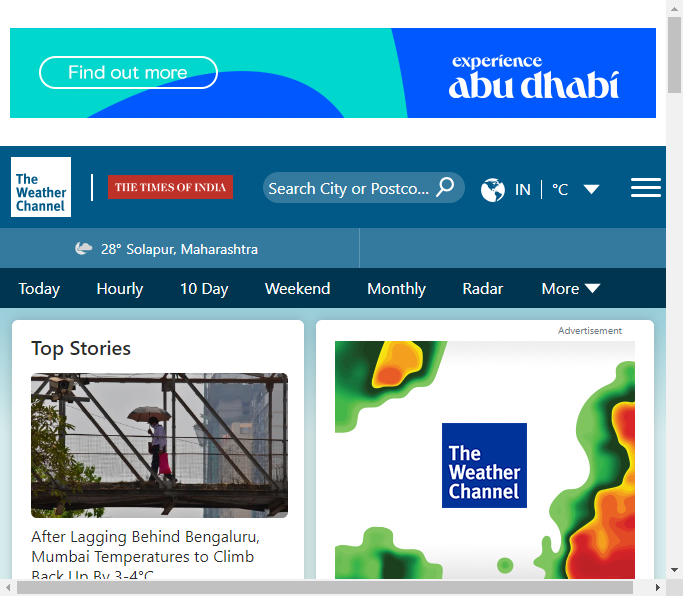 Find out more
experience
abu dhabi
The
Weather
Channel
THE TIMES OF INDIA
Search City or Postco...
IN
°C
28° Solapur, Maharashtra
Today
Hourly
10 Day
Weekend
Monthly
Radar
More
Advertisement
Top Stories
The
Weather
Channel
After Lagging Behind Bengaluru,
Mumbai Temperatures to Climb
Back Up By 3-4°C